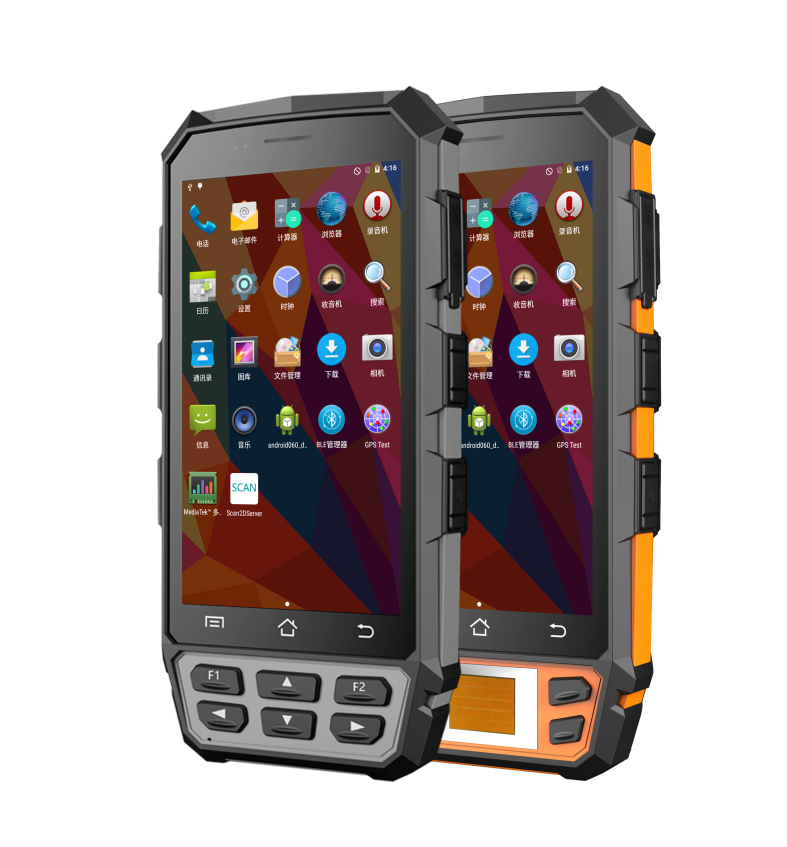 4:16
电话
电子邮件
计算器
浏览器
录音机
日历
设置
时钟
收音机
搜索
通讯录
图库
文件管理
下载
相机
信息
音乐
android060_d..
BLE管理器
GPS Test
MediaTek™ 多..
SCAN
Scan2DServer
F1
F2
4:16
计算器
浏览器
录音机
时钟
收音机
搜索
文件管理
下载
相机
android060_d..
BLE管理器
GPS Test